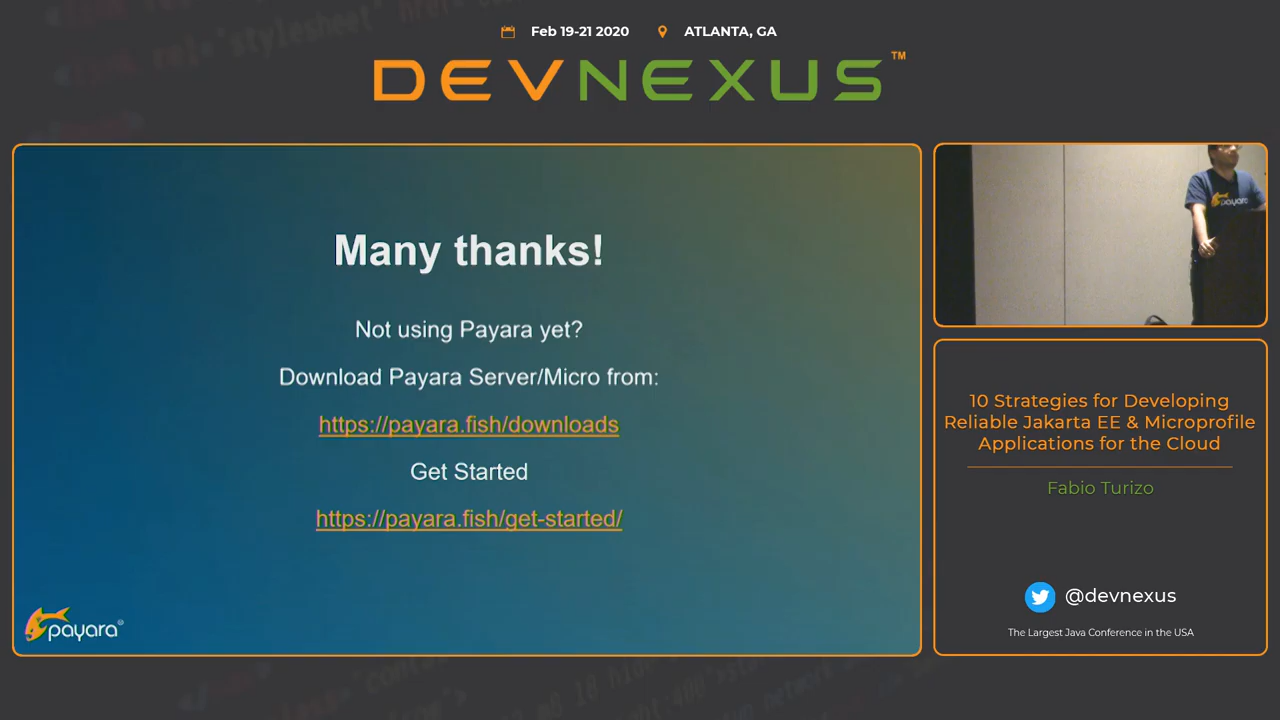 Feb 19-21 2020 ATLANTA, GA
DEVNEXUS™
Many thanks!
Not using Payara yet?
Download Payara Server/Micro from:
https://payara.fish/downloads
Get Started
https://payara.fish/get-started/
payara®
payara
10 Strategies for Developing
Reliable Jakarta EE & Microprofile
Applications for the Cloud
Fabio Turizo
@devnexus
The Largest Java Conference in the USA